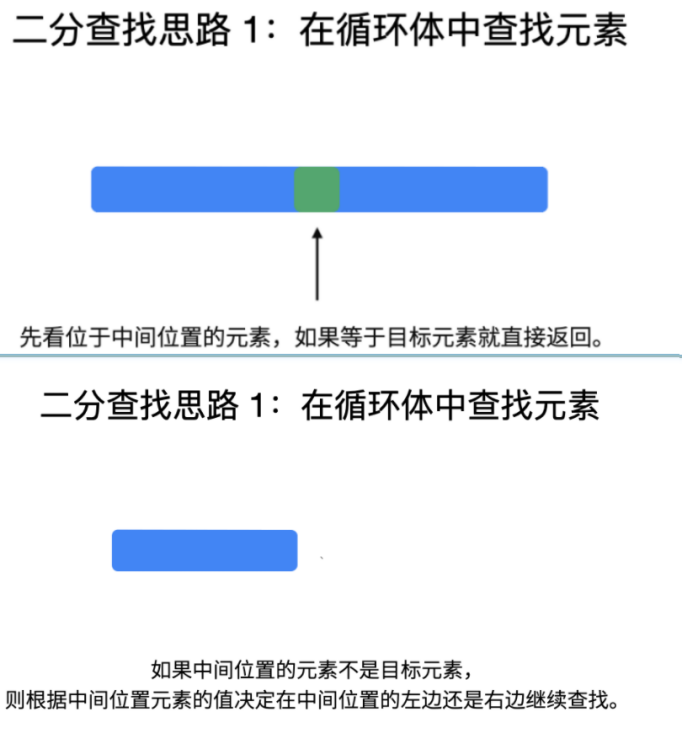 二分查找思路 1：在循环体中查找元素
先看位于中间位置的元素，如果等于目标元素就直接返回。
二分查找思路 1：在循环体中查找元素
如果中间位置的元素不是目标元素，
则根据中间位置元素的值决定在中间位置的左边还是右边继续查找。